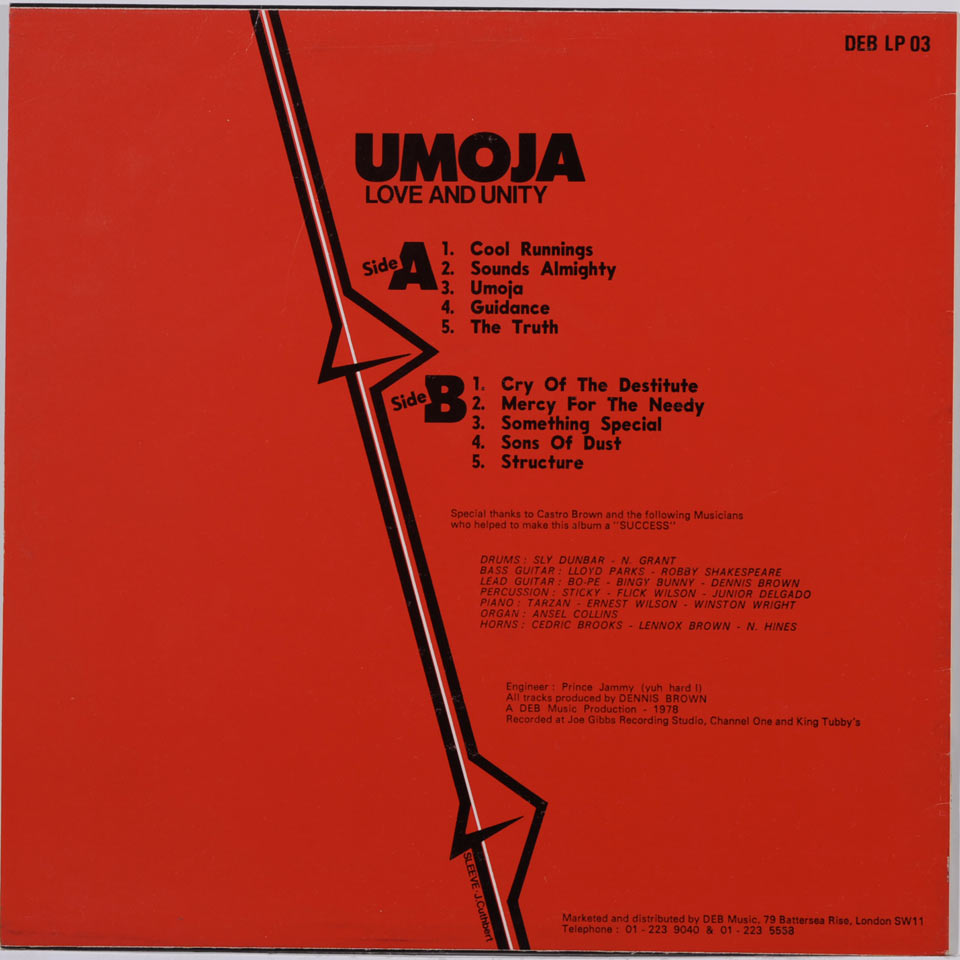 DEB LP 03
UMOJA
LOVE AND UNITY
Side A
1. Cool Runnings
2. Sounds Almighty
3. Umoja
4. Guidance
5. The Truth
Side B
1. Cry Of The Destitute
2. Mercy For The Needy
3. Something Special
4. Sons Of Dust
5. Structure
Special thanks to Castro Brown and the following Musicians
who helped to make this album a "SUCCESS"
DRUMS : SLY DUNBAR - N. GRANT
BASS GUITAR : LLOYD PARKS - ROBBY SHAKESPEARE
LEAD GUITAR : BO-PE - BINGY BUNNY - DENNIS BROWN
PERCUSSION : STICKY - FLICK WILSON - JUNIOR DELGADO
PIANO : TARZAN - ERNEST WILSON - WINSTON WRIGHT
ORGAN : ANSEL COLLINS
HORNS : CEDRIC BROOKS - LENNOX BROWN - N. HINES
Engineer : Prince Jammy (yuh hard !)
All tracks produced by DENNIS BROWN
A DEB Music Production - 1978
Recorded at Joe Gibbs Recording Studio, Channel One and King Tubby's
SLEEVE J.Cuthbert
Marketed and distributed by DEB Music, 79 Battersea Rise, London SW11
Telephone : 01 - 223 9040 & 01 - 223 5558